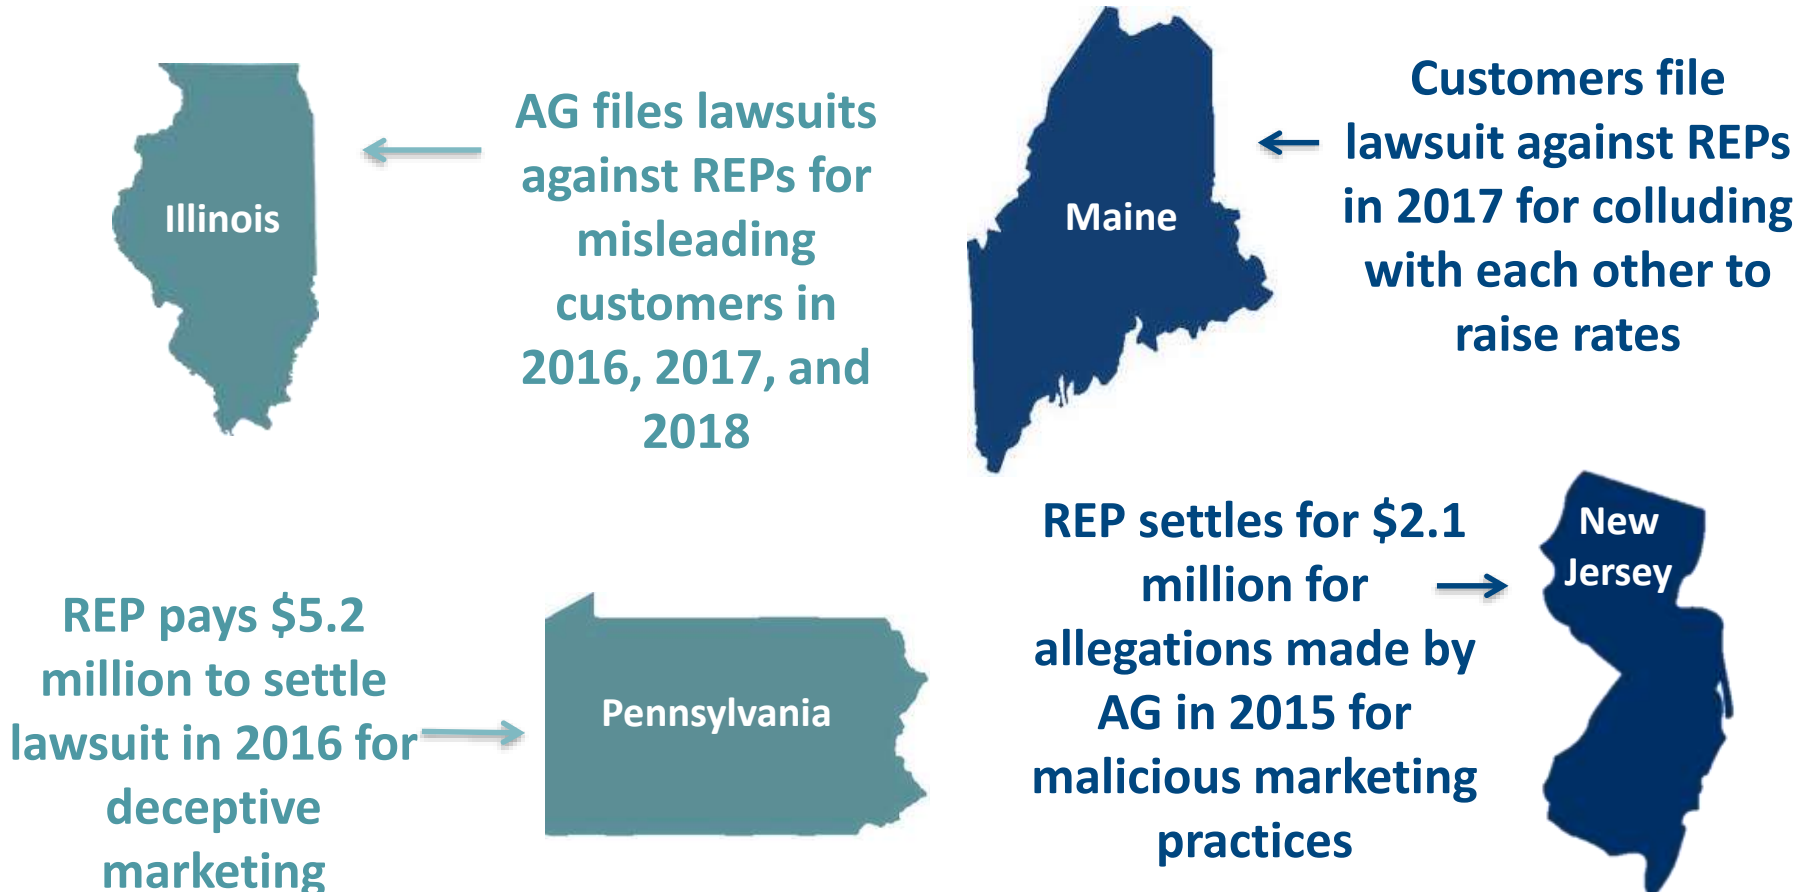 Illinois
AG files lawsuits
against REPs for
misleading
customers in
2016, 2017, and
2018
Maine
Customers file
lawsuit against REPs
in 2017 for colluding
with each other to
raise rates
REP pays $5.2
million to settle
lawsuit in 2016 for
deceptive
marketing
Pennsylvania
REP settles for $2.1
million for
allegations made by
AG in 2015 for
malicious marketing
practices
New
Jersey